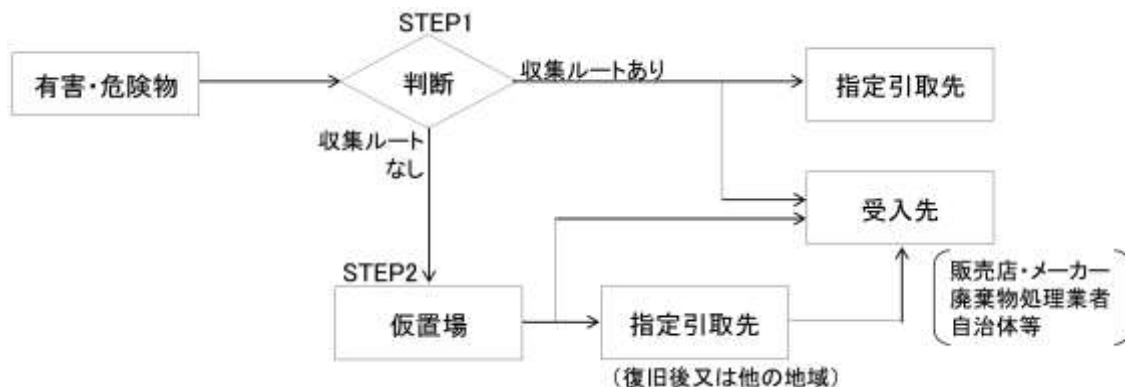 STEP1
有害・危険物
判断
収集ルートあり
指定引取先
収集ルート
なし
受入先
STEP2
仮置場
指定引取先
販売店・メーカー
廃棄物処理業者
自治体等
(復旧後又は他の地域)